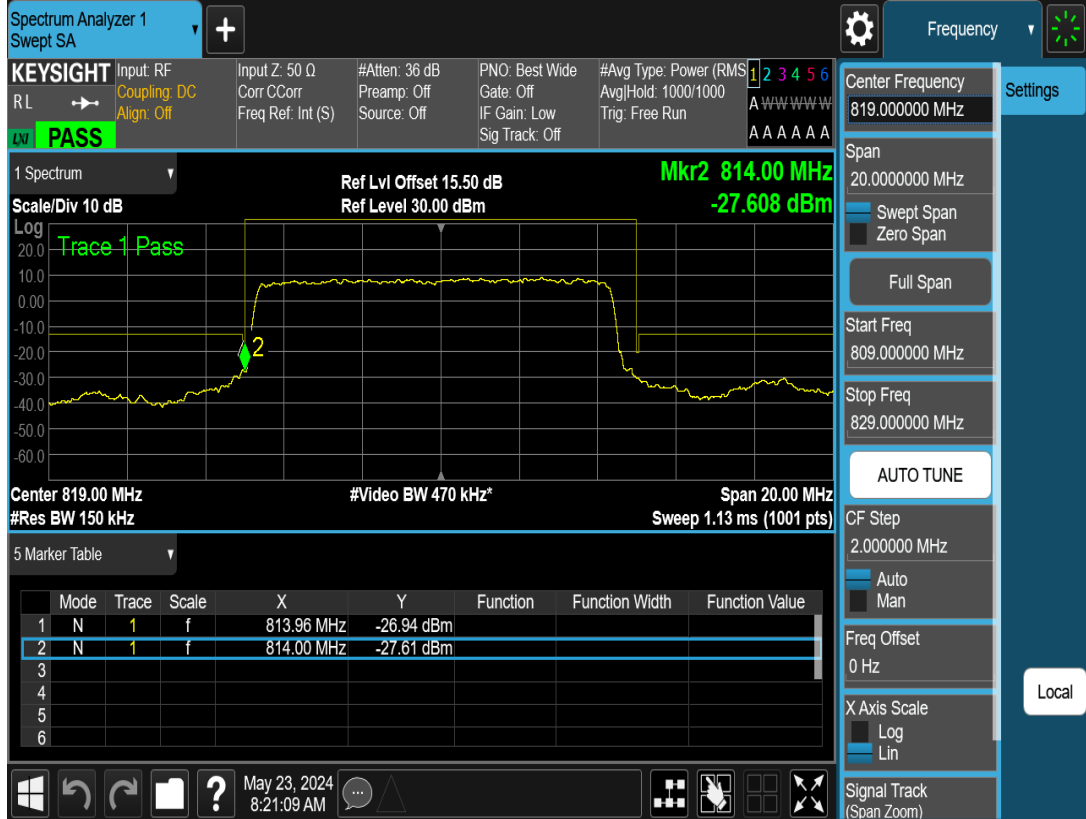 Spectrum Analyzer 1
Swept SA
+
Frequency
KEYSIGHT
R L
LXI
PASS
Input: RF
Coupling: DC
Align: Off
Input Z: 50 Ω
Corr CCorr
Freq Ref: Int (S)
#Atten: 36 dB
Preamp: Off
Source: Off
PNO: Best Wide
Gate: Off
IF Gain: Low
Sig Track: Off
#Avg Type: Power (RMS
Avg|Hold: 1000/1000
Trig: Free Run
1 2 3 4 5 6
A W W W W W
A A A A A A
1 Spectrum
Scale/Div 10 dB
Ref Lvl Offset 15.50 dB
Ref Level 30.00 dBm
Mkr2 814.00 MHz
-27.608 dBm
Log
Trace 1 Pass
20.0
10.0
0.00
-10.0
-20.0
-30.0
-40.0
-50.0
-60.0
2
Center 819.00 MHz
#Video BW 470 kHz*
Span 20.00 MHz
#Res BW 150 kHz
Sweep 1.13 ms (1001 pts)
5 Marker Table
Mode Trace Scale X Y Function Function Width Function Value
1 N 1 f 813.96 MHz -26.94 dBm
2 N 1 f 814.00 MHz -27.61 dBm
3
4
5
6
?
May 23, 2024
8:21:09 AM
Center Frequency
819.000000 MHz
Span
20.0000000 MHz
Swept Span
Zero Span
Full Span
Start Freq
809.000000 MHz
Stop Freq
829.000000 MHz
AUTO TUNE
CF Step
2.000000 MHz
Auto
Man
Freq Offset
0 Hz
X Axis Scale
Log
Lin
Signal Track
(Span Zoom)
Settings
Local